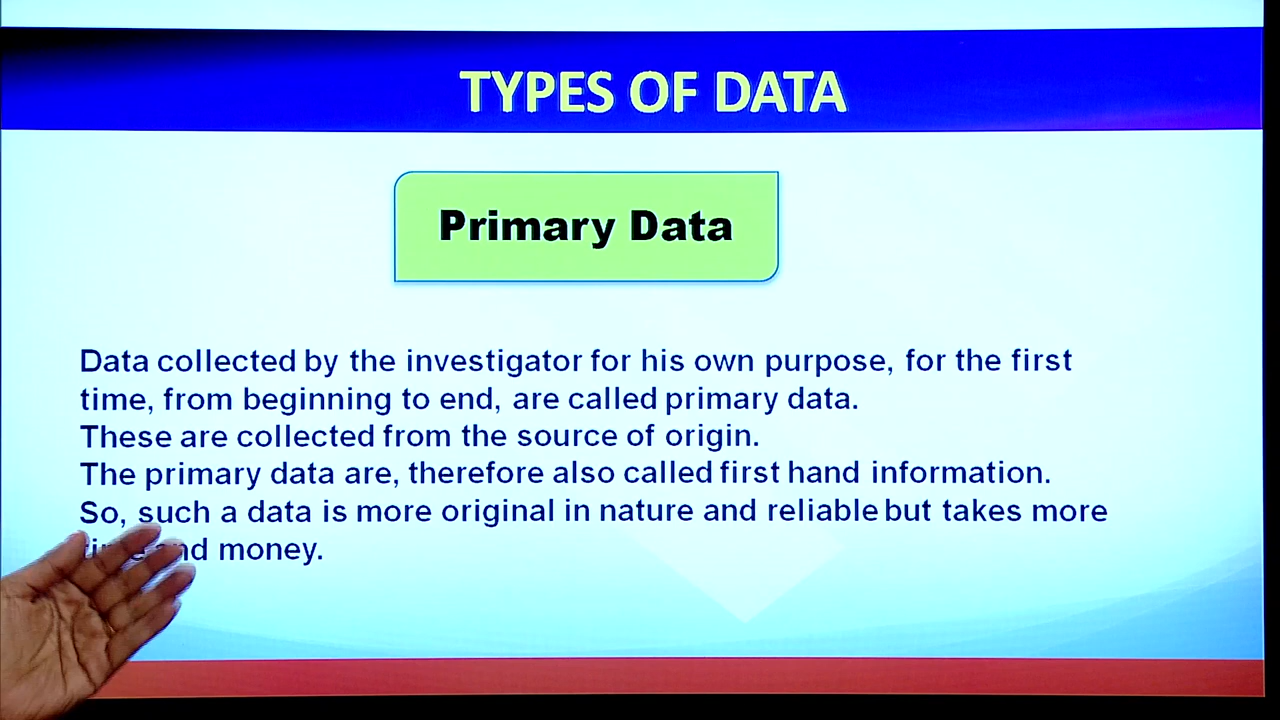 TYPES OF DATA
Primary Data
Data collected by the investigator for his own purpose, for the first
time, from beginning to end, are called primary data.
These are collected from the source of origin.
The primary data are, therefore also called first hand information.
So, such a data is more original in nature and reliable but takes more
time and money.